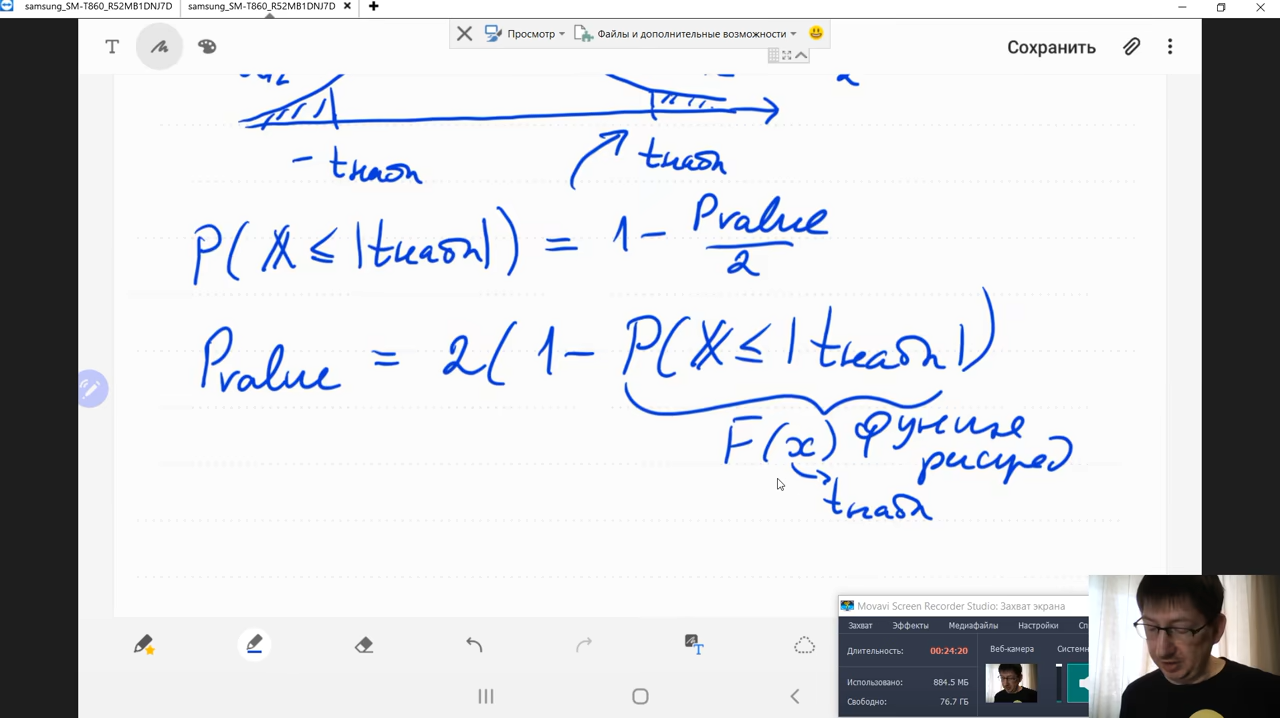 samsung_SM-T860_R52MB1DNJ7D samsung_SM-T860_R52MB1DNJ7D
Просмотр Файлы и дополнительные возможности
Сохранить
- tнабл tнабл
P( X ≤ |tнабл| ) = 1 - Pvalue / 2
Pvalue = 2( 1 - P( X ≤ | tнабл | )
F(x) функция
распред
tнабл
Movavi Screen Recorder Studio: Захват экрана
Захват Эффекты Медиафайлы Настройки
Длительность: 00:24:20 Веб-камера
Использовано: 884.5 МБ
Свободно: 76.7 ГБ